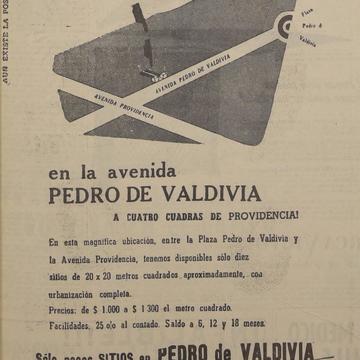 AUN EXISTE LA POS
Plaza
Pedro d
Valdivia
AVENIDA PEDRO DE VALDIVIA
AVENIDA PROVIDENCIA
en la avenida
PEDRO DE VALDIVIA
A CUATRO CUADRAS DE PROVIDENCIA!
En esta magnífica ubicación, entre la Plaza Pedro de Valdivia y
la Avenida Providencia, tenemos disponibles sólo diez
sitios de 20 x 20 metros cuadrados aproximadamente, con
urbanización completa.
Precios: de $ 1.000 a $ 1 300 el metro cuadrado.
Facilidades, 25 o/o al contado. Saldo a 6, 12 y 18 meses.
Sólo pocos SITIOS en PEDRO de VALDIVIA